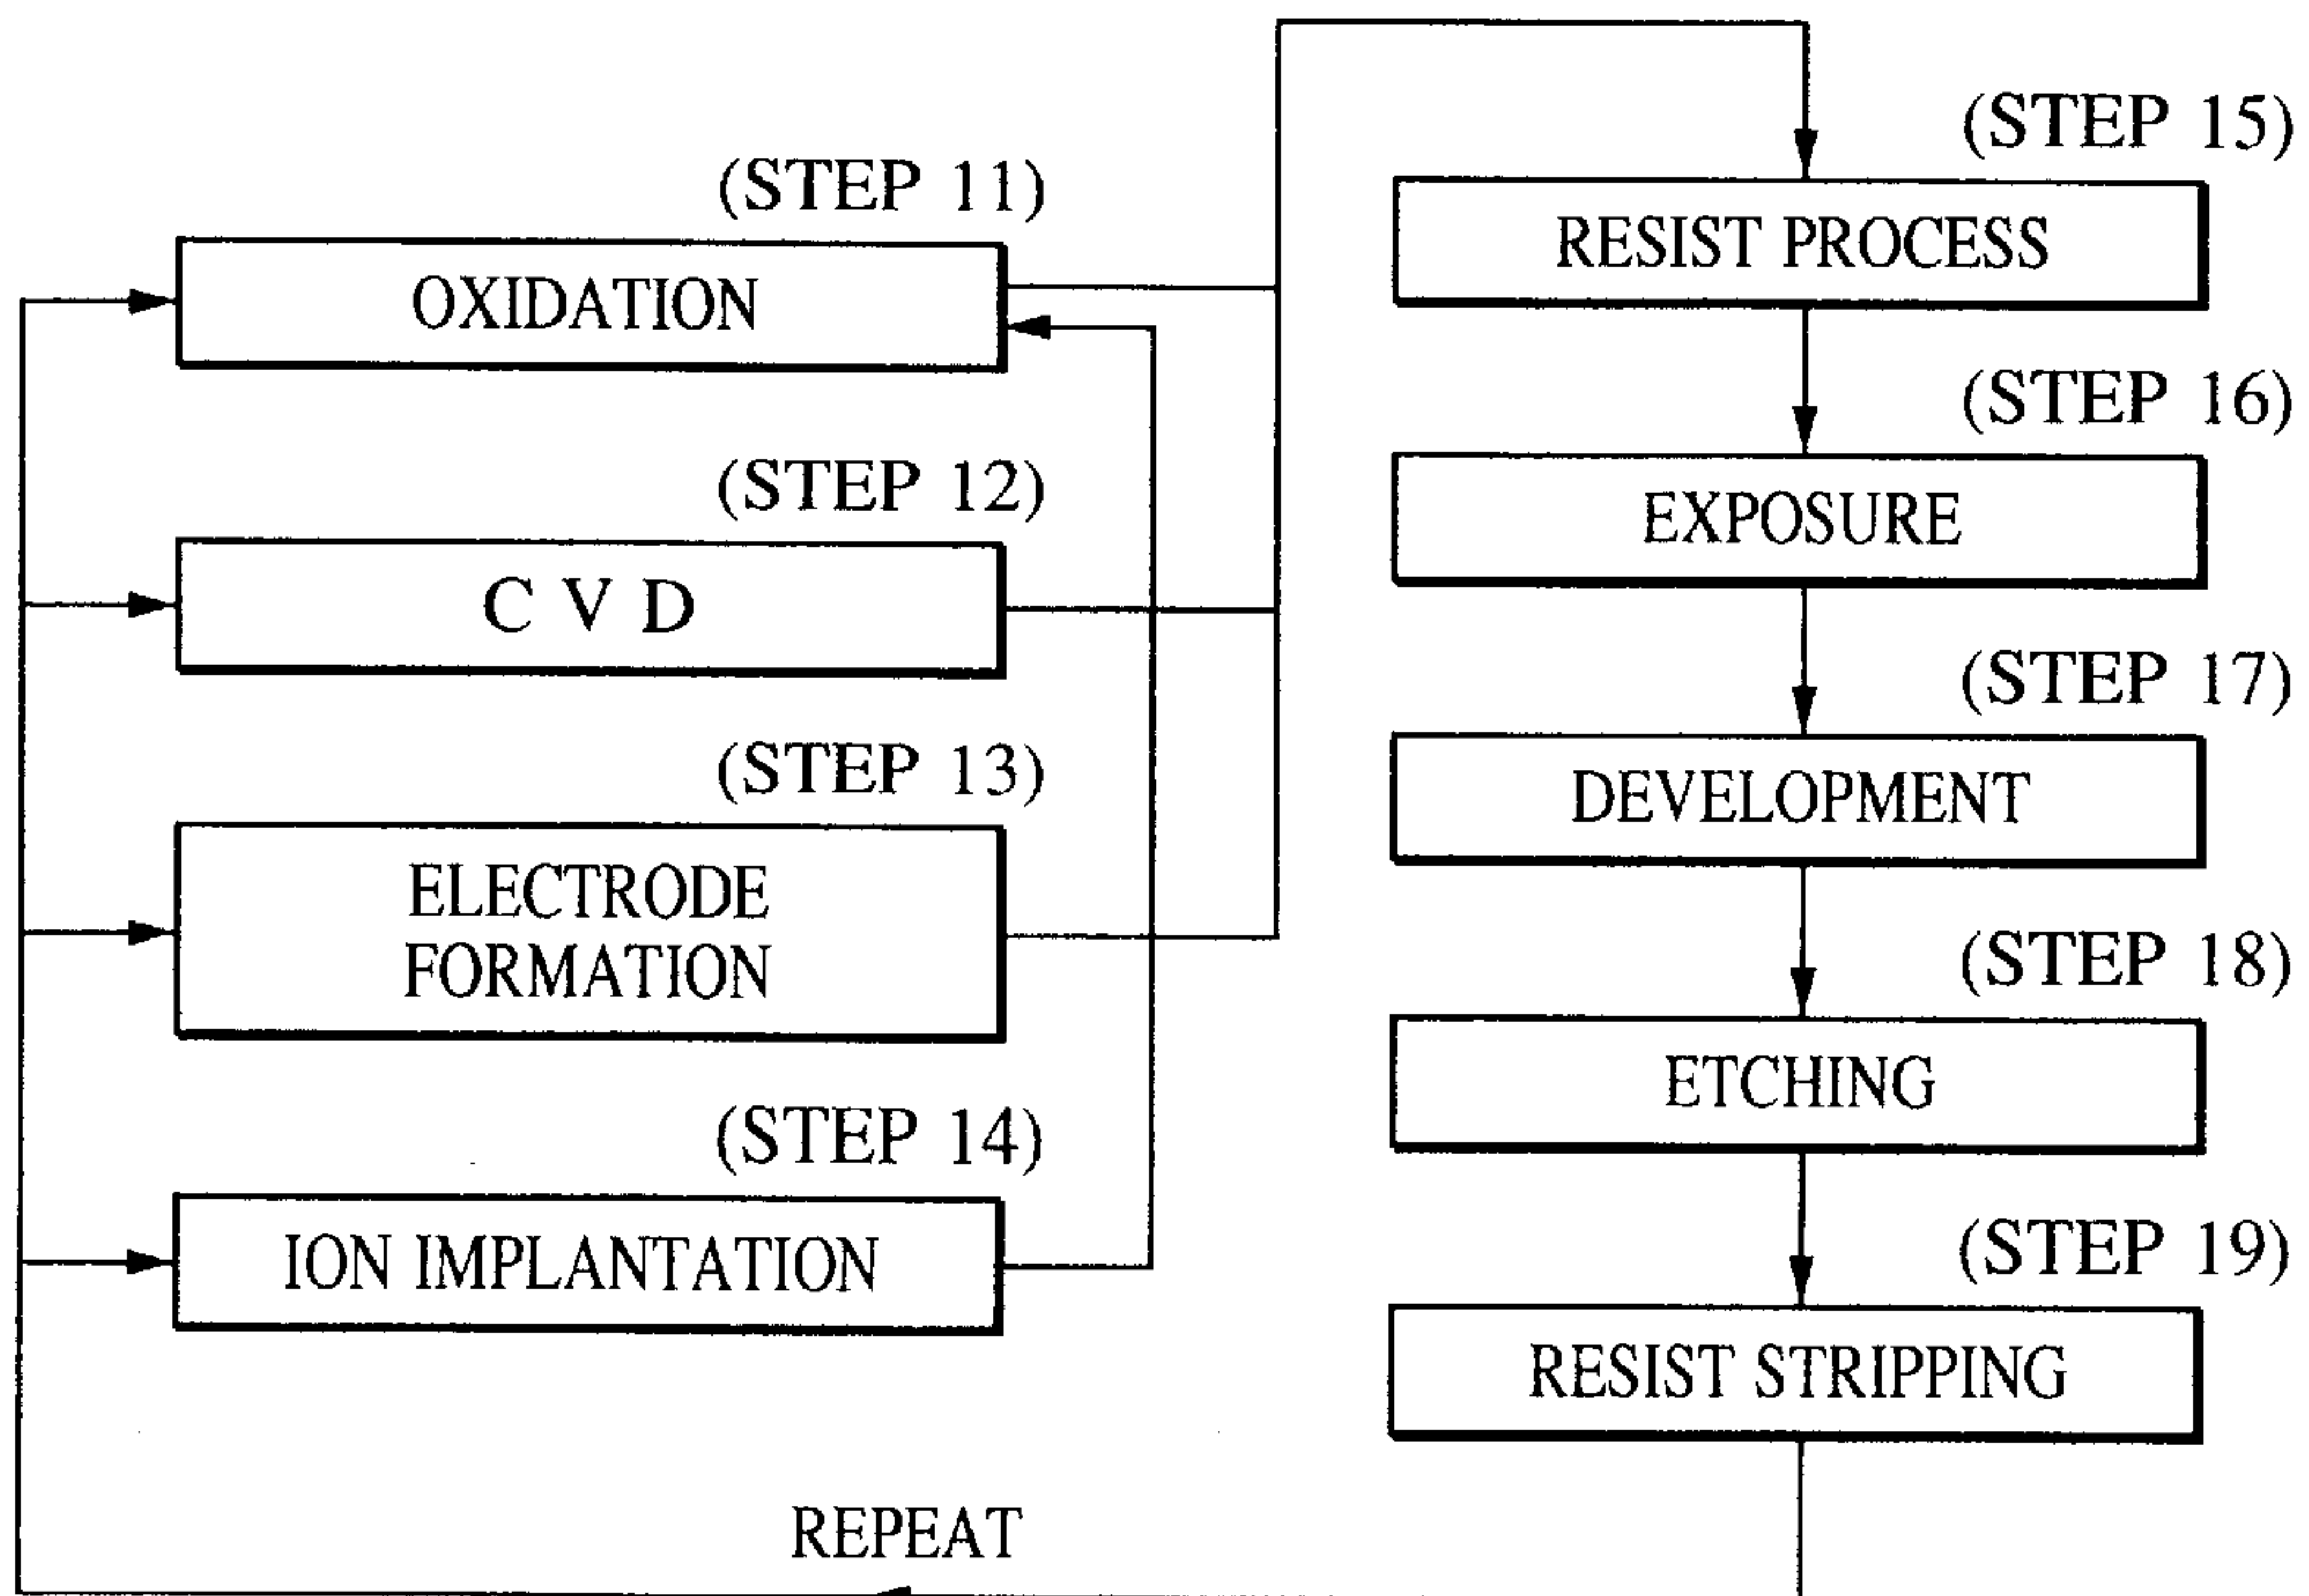 (STEP 11)
OXIDATION
(STEP 12)
C V D
(STEP 13)
ELECTRODE
FORMATION
(STEP 14)
ION IMPLANTATION
(STEP 15)
RESIST PROCESS
(STEP 16)
EXPOSURE
(STEP 17)
DEVELOPMENT
(STEP 18)
ETCHING
(STEP 19)
RESIST STRIPPING
REPEAT